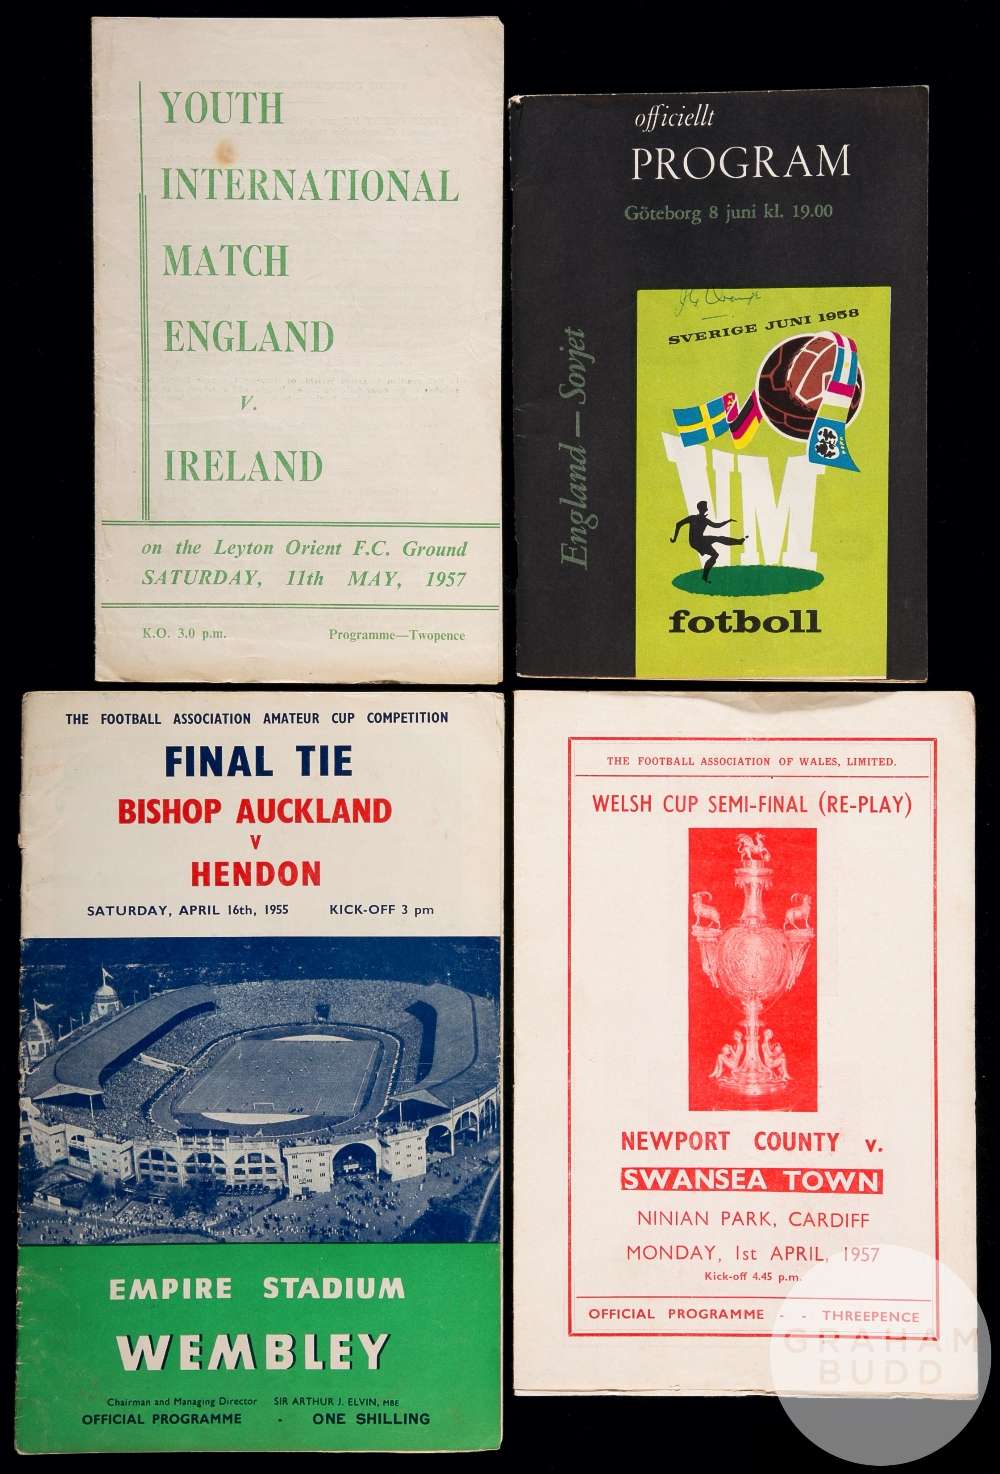 YOUTH
INTERNATIONAL
MATCH
ENGLAND
V.
IRELAND
on the Leyton Orient F.C. Ground
SATURDAY, 11th MAY, 1957
K.O. 3.0 p.m. Programme—Twopence
officiellt
PROGRAM
Göteborg 8 juni kl. 19.00
England — Sovjet
SVERIGE JUNI 1958
VM
fotboll
THE FOOTBALL ASSOCIATION AMATEUR CUP COMPETITION
FINAL TIE
BISHOP AUCKLAND
V
HENDON
SATURDAY, APRIL 16th, 1955 KICK-OFF 3 pm
EMPIRE STADIUM
WEMBLEY
Chairman and Managing Director SIR ARTHUR J. ELVIN, MBE
OFFICIAL PROGRAMME - ONE SHILLING
THE FOOTBALL ASSOCIATION OF WALES, LIMITED.
WELSH CUP SEMI-FINAL (RE-PLAY)
NEWPORT COUNTY v.
SWANSEA TOWN
NINIAN PARK, CARDIFF
MONDAY, 1st APRIL, 1957
Kick-off 4.45 p.m.
OFFICIAL PROGRAMME - - THREEPENCE
GRAHAM
BUDD